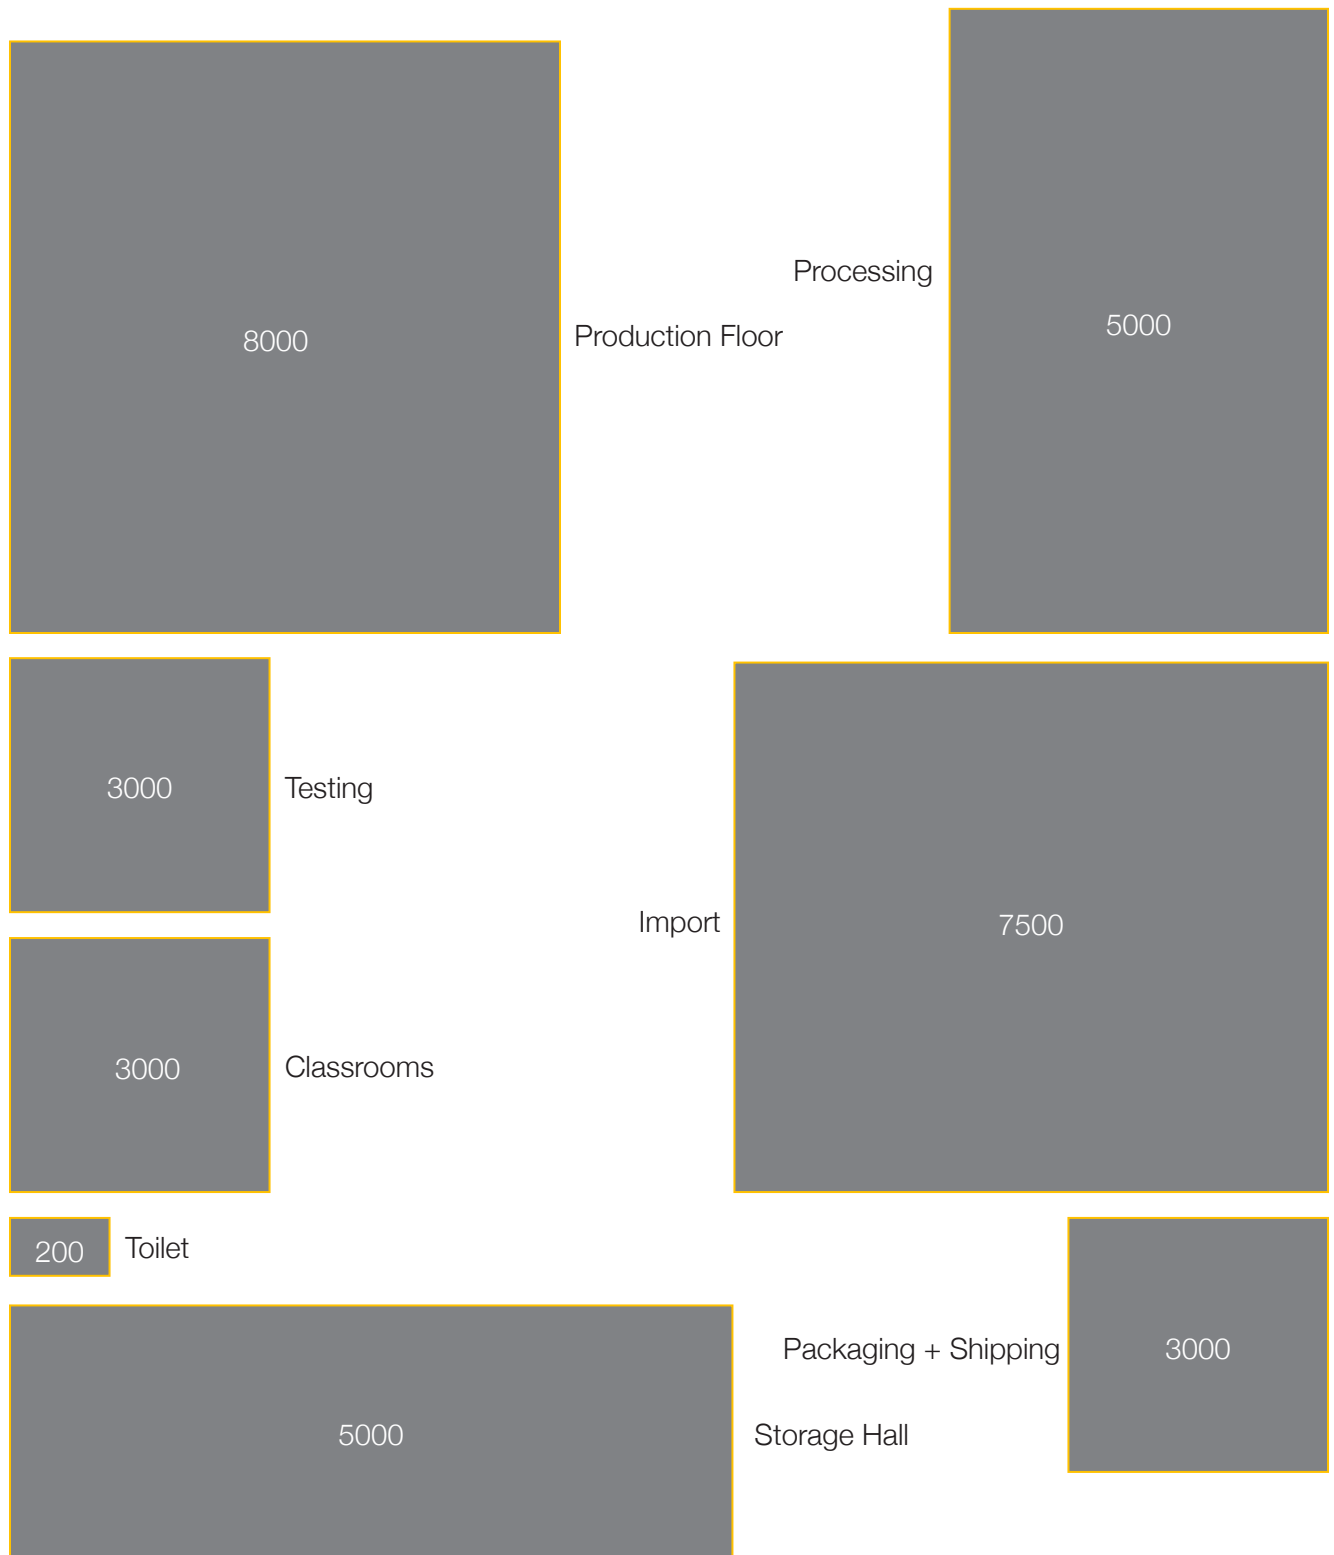 8000
Production Floor
Processing
5000
3000
Testing
Import
7500
3000
Classrooms
200
Toilet
Packaging + Shipping
3000
5000
Storage Hall